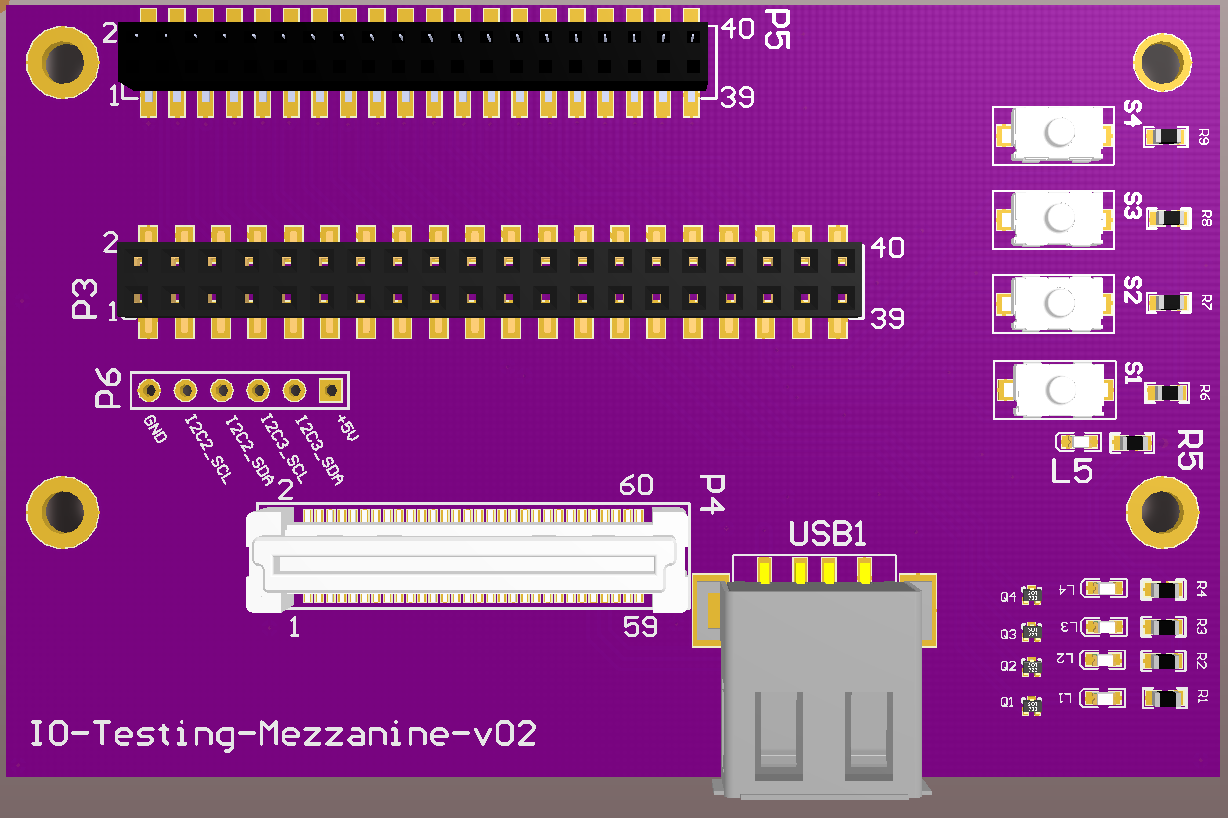 2
40
P5
1
39
S4
R9
S3
R8
2
40
P3
1
39
S2
R7
P6
GND
I2C2_SCL
I2C2_SDA
I2C3_SCL
I2C3_SDA
+5V
S1
R6
L5
R5
2
60
P4
1
59
USB1
Q4
L4
R4
Q3
L3
R3
Q2
L2
R2
Q1
L1
R1
IO-Testing-Mezzanine-v02